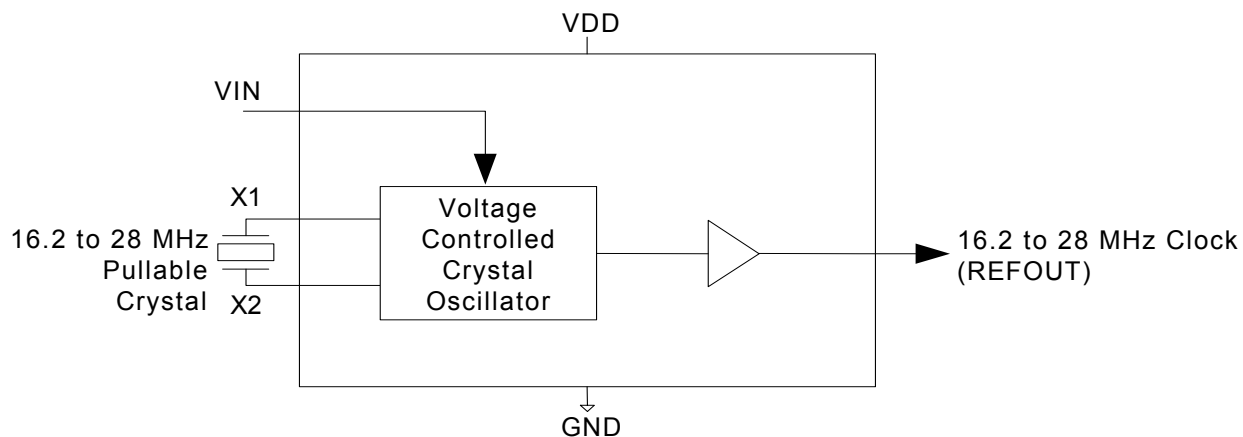 VDD
VIN
X1
16.2 to 28 MHz
Pullable
Crystal
X2
Voltage
Controlled
Crystal
Oscillator
16.2 to 28 MHz Clock
(REFOUT)
GND